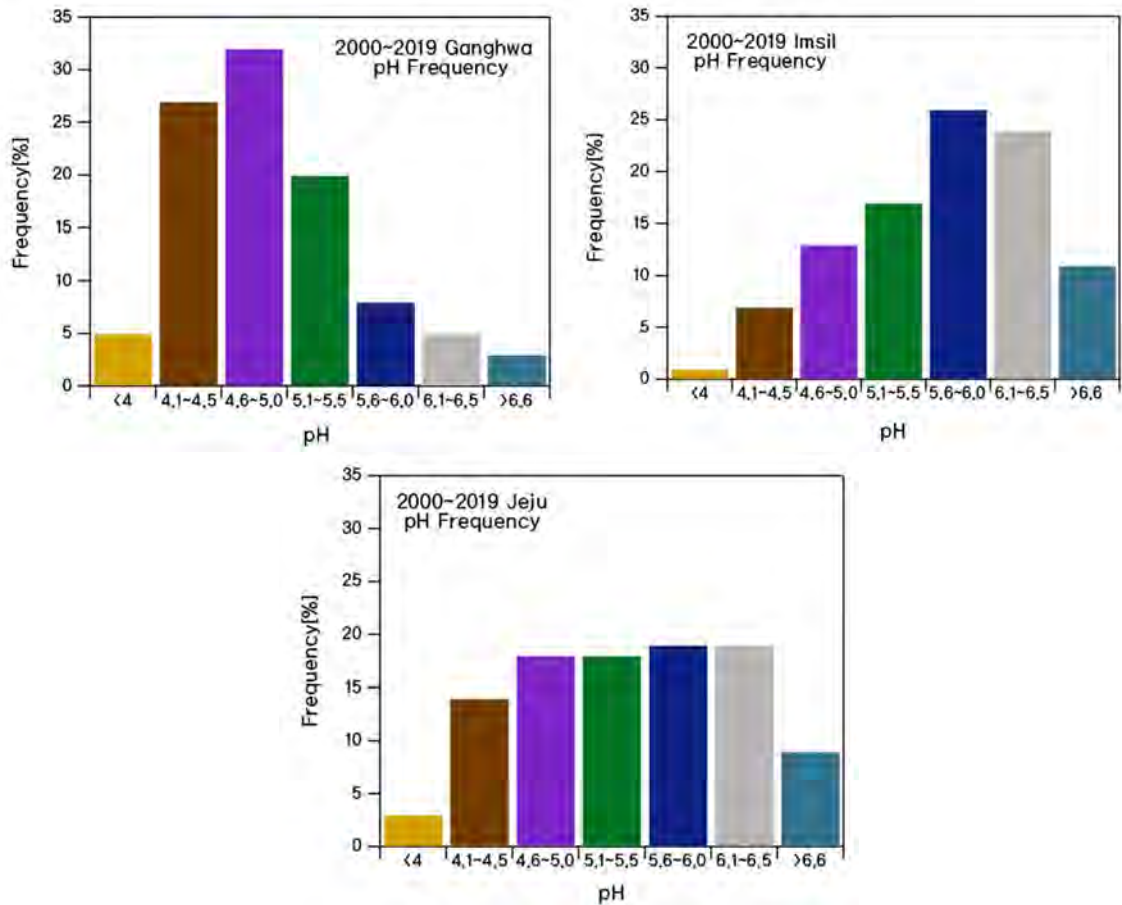 2000~2019 Ganghwa
pH Frequency
Frequency[%]
35
30
25
20
15
10
5
0
<4 4,1~4,5 4,6~5,0 5,1~5,5 5,6~6,0 6,1~6,5 >6,6
pH
2000~2019 Imsil
pH Frequency
Frequency[%]
35
30
25
20
15
10
5
0
<4 4,1~4,5 4,6~5,0 5,1~5,5 5,6~6,0 6,1~6,5 >6,6
pH
2000~2019 Jeju
pH Frequency
Frequency[%]
35
30
25
20
15
10
5
0
<4 4,1~4,5 4,6~5,0 5,1~5,5 5,6~6,0 6,1~6,5 >6,6
pH